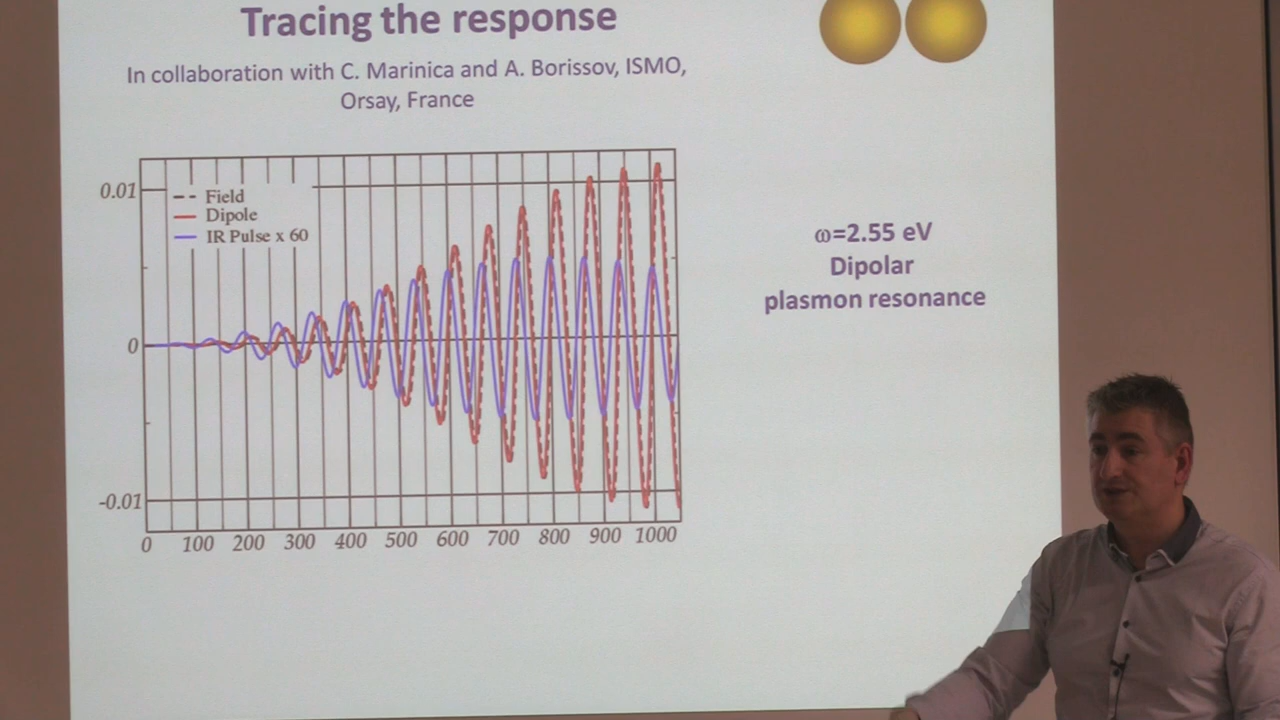 Tracing the response
In collaboration with C. Marinica and A. Borissov, ISMO,
Orsay, France
0.01
Field
Dipole
IR Pulse x 60
0
-0.01
0 100 200 300 400 500 600 700 800 900 1000
ω=2.55 eV
Dipolar
plasmon resonance